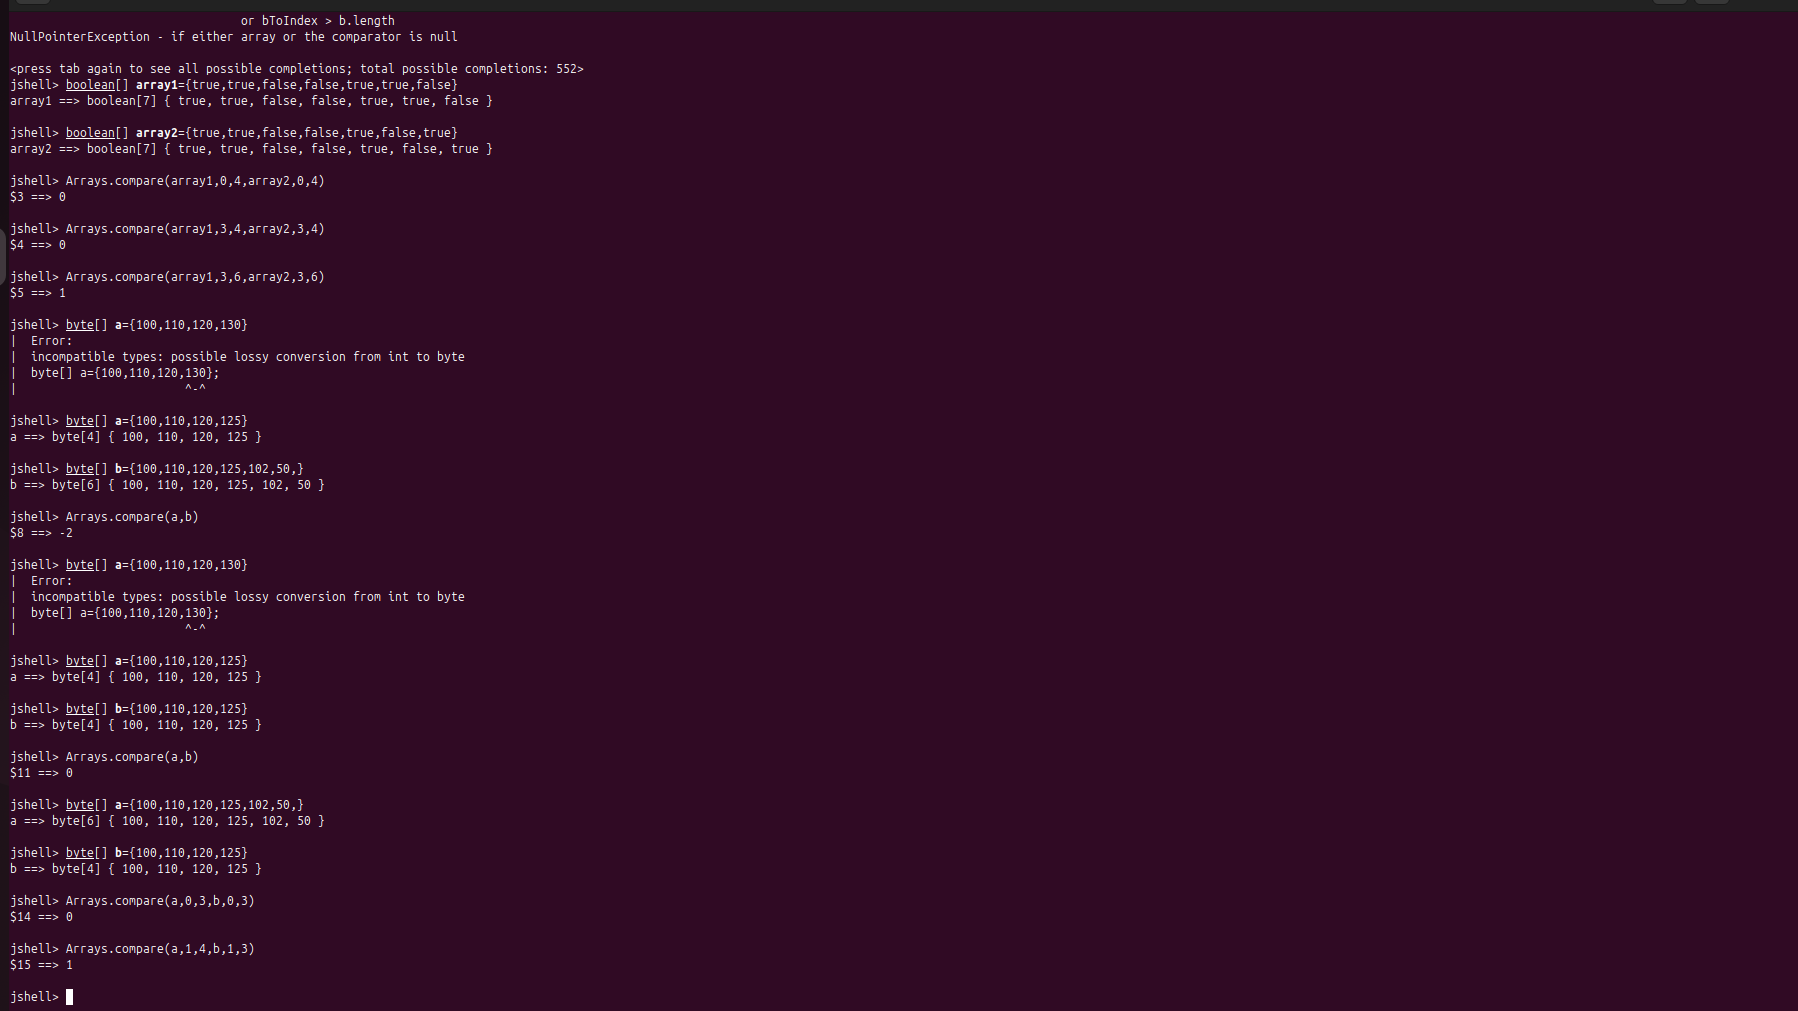 or bToIndex > b.length
NullPointerException - if either array or the comparator is null
<press tab again to see all possible completions; total possible completions: 552>
jshell> boolean[] array1={true,true,false,false,true,true,false}
array1 ==> boolean[7] { true, true, false, false, true, true, false }
jshell> boolean[] array2={true,true,false,false,true,false,true}
array2 ==> boolean[7] { true, true, false, false, true, false, true }
jshell> Arrays.compare(array1,0,4,array2,0,4)
$3 ==> 0
jshell> Arrays.compare(array1,3,4,array2,3,4)
$4 ==> 0
jshell> Arrays.compare(array1,3,6,array2,3,6)
$5 ==> 1
jshell> byte[] a={100,110,120,130}
|  Error:
|  incompatible types: possible lossy conversion from int to byte
|  byte[] a={100,110,120,130};
|                        ^-^
jshell> byte[] a={100,110,120,125}
a ==> byte[4] { 100, 110, 120, 125 }
jshell> byte[] b={100,110,120,125,102,50,}
b ==> byte[6] { 100, 110, 120, 125, 102, 50 }
jshell> Arrays.compare(a,b)
$8 ==> -2
jshell> byte[] a={100,110,120,130}
|  Error:
|  incompatible types: possible lossy conversion from int to byte
|  byte[] a={100,110,120,130};
|                        ^-^
jshell> byte[] a={100,110,120,125}
a ==> byte[4] { 100, 110, 120, 125 }
jshell> byte[] b={100,110,120,125}
b ==> byte[4] { 100, 110, 120, 125 }
jshell> Arrays.compare(a,b)
$11 ==> 0
jshell> byte[] a={100,110,120,125,102,50,}
a ==> byte[6] { 100, 110, 120, 125, 102, 50 }
jshell> byte[] b={100,110,120,125}
b ==> byte[4] { 100, 110, 120, 125 }
jshell> Arrays.compare(a,0,3,b,0,3)
$14 ==> 0
jshell> Arrays.compare(a,1,4,b,1,3)
$15 ==> 1
jshell>